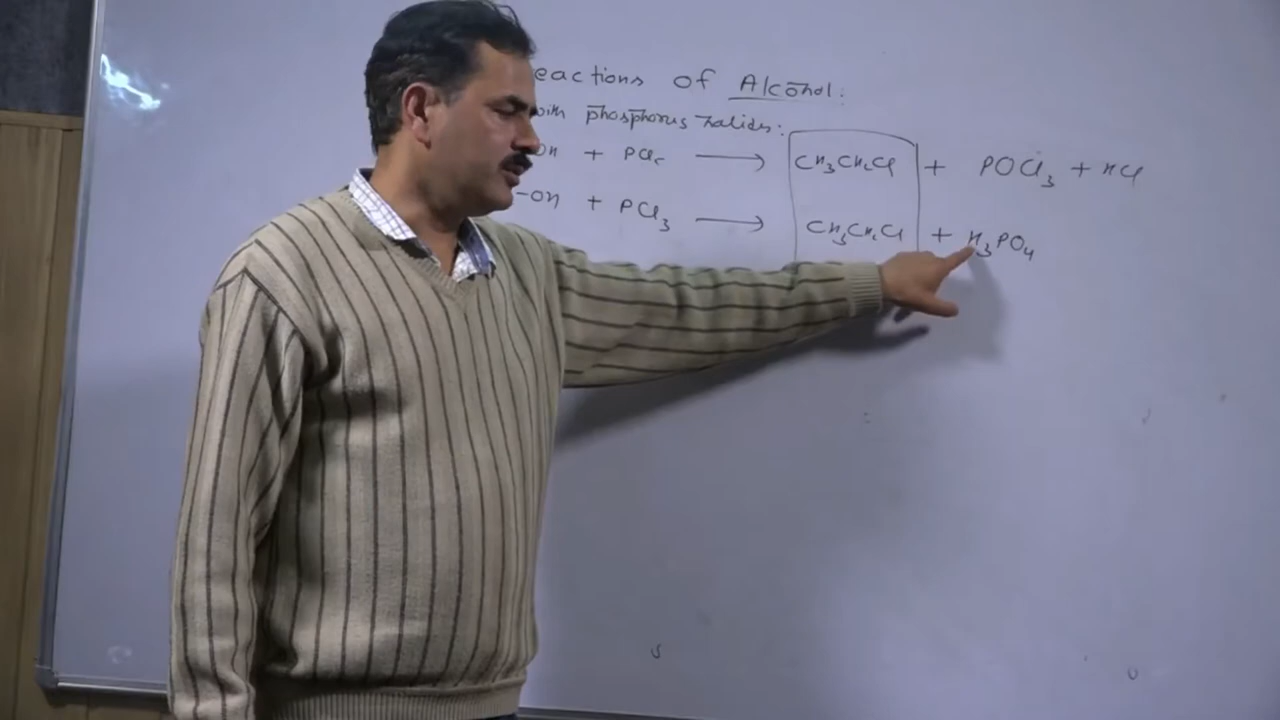 eactions of Alcohol:
with phosphorus halides:
OH + PCl₅ ⟶ CH₃CH₂Cl + POCl₃ + HCl
-OH + PCl₃ ⟶ CH₃CH₂Cl + H₃PO₄